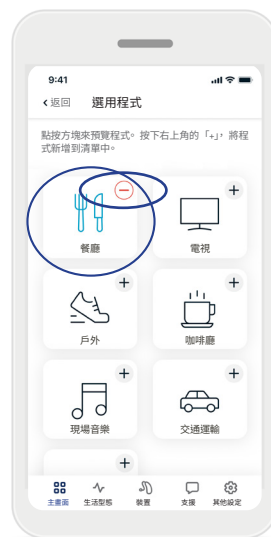 9:41
返回 選用程式
點按方塊來預覽程式。按下右上角的「+」，將程
式新增到清單中。
餐廳 電視
戶外 咖啡廳
現場音樂 交通運輸
主畫面 生活型態 裝置 支援 其他設定